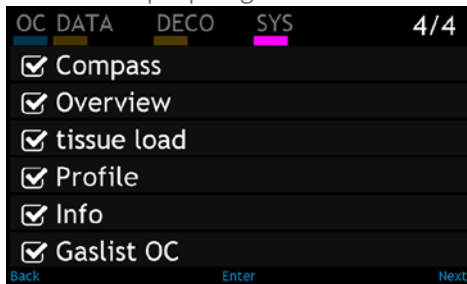 OC DATA DECO SYS 4/4
Compass
Overview
tissue load
Profile
Info
Gaslist OC
Back Enter Next